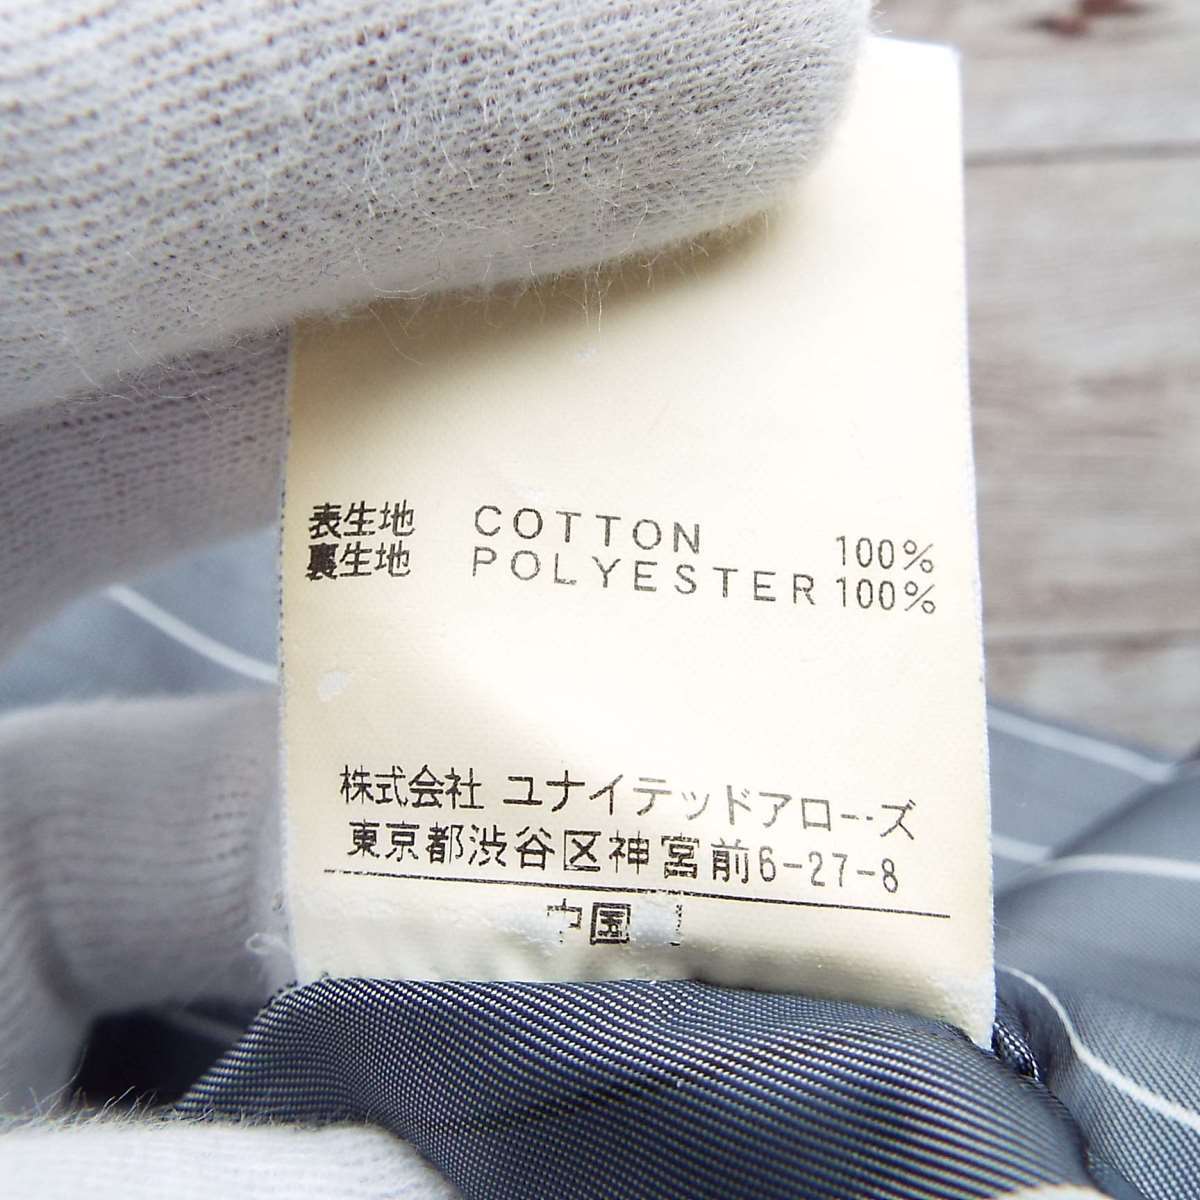 表生地 COTTON 100%
裏生地 POLYESTER 100%
株式会社 ユナイテッドアローズ
東京都渋谷区神宮前6-27-8
中国